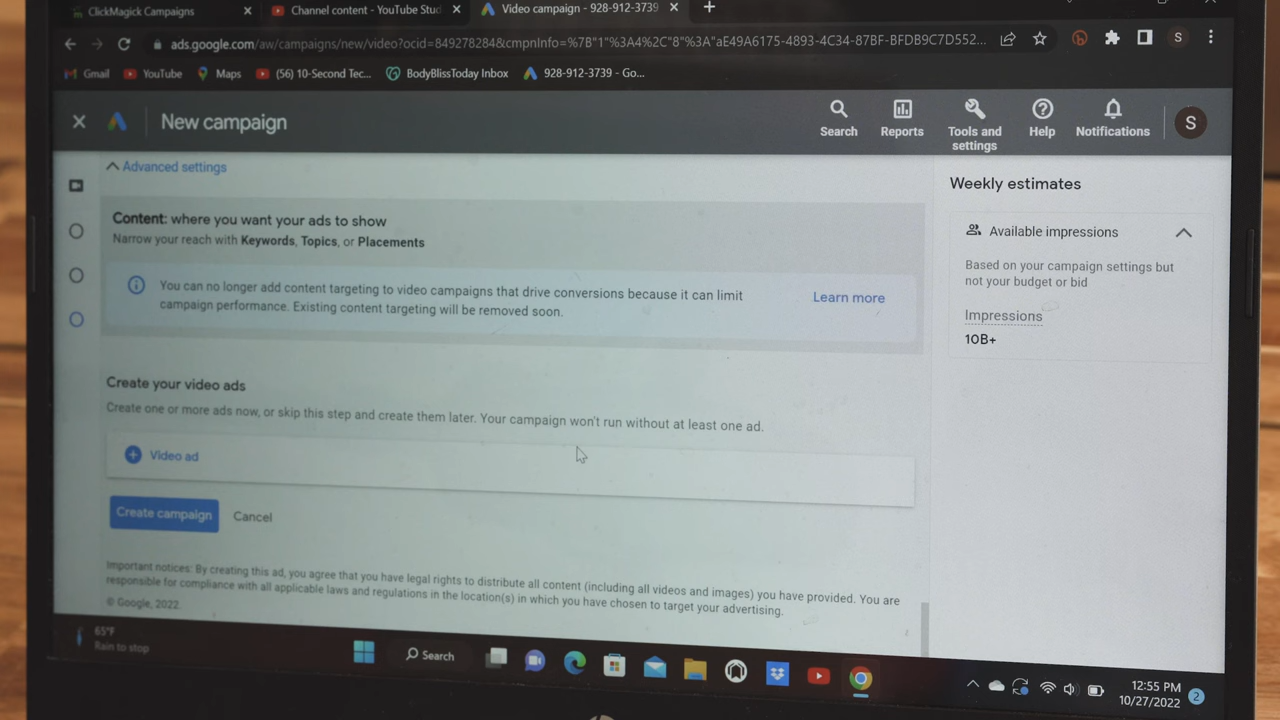 ClickMagick Campaigns
Channel content - YouTube Stud
Video campaign - 928-912-3739
ads.google.com/aw/campaigns/new/video?ocid=849278284&cmpnInfo=%7B"1"%3A4%2C"8"%3A"aE49A6175-4893-4C34-87BF-BFDB9C7D552...
S
Gmail
YouTube
Maps
(56) 10-Second Tec...
BodyBlissToday Inbox
928-912-3739 - Go...
New campaign
Search
Reports
Tools and
settings
Help
Notifications
S
Advanced settings
Content: where you want your ads to show
Narrow your reach with Keywords, Topics, or Placements
You can no longer add content targeting to video campaigns that drive conversions because it can limit
campaign performance. Existing content targeting will be removed soon.
Learn more
Create your video ads
Create one or more ads now, or skip this step and create them later. Your campaign won't run without at least one ad.
Video ad
Create campaign
Cancel
Important notices: By creating this ad, you agree that you have legal rights to distribute all content (including all videos and images) you have provided. You are
responsible for compliance with all applicable laws and regulations in the location(s) in which you have chosen to target your advertising.
© Google, 2022.
Weekly estimates
Available impressions
Based on your campaign settings but
not your budget or bid
Impressions
10B+
65°F
Rain to stop
Search
12:55 PM
10/27/2022
2